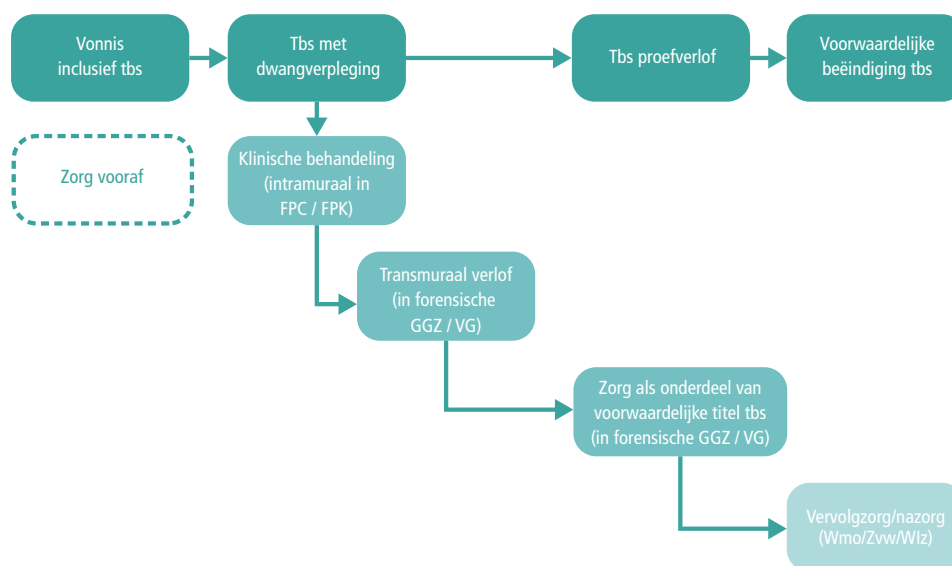 Vonnis
inclusief tbs
Tbs met
dwangverpleging
Tbs proefverlof
Voorwaardelijke
beëindiging tbs
Zorg vooraf
Klinische behandeling
(intramuraal in
FPC / FPK)
Transmuraal verlof
(in forensische
GGZ / VG)
Zorg als onderdeel van
voorwaardelijke titel tbs
(in forensische GGZ / VG)
Vervolgzorg/nazorg
(Wmo/Zvw/Wlz)